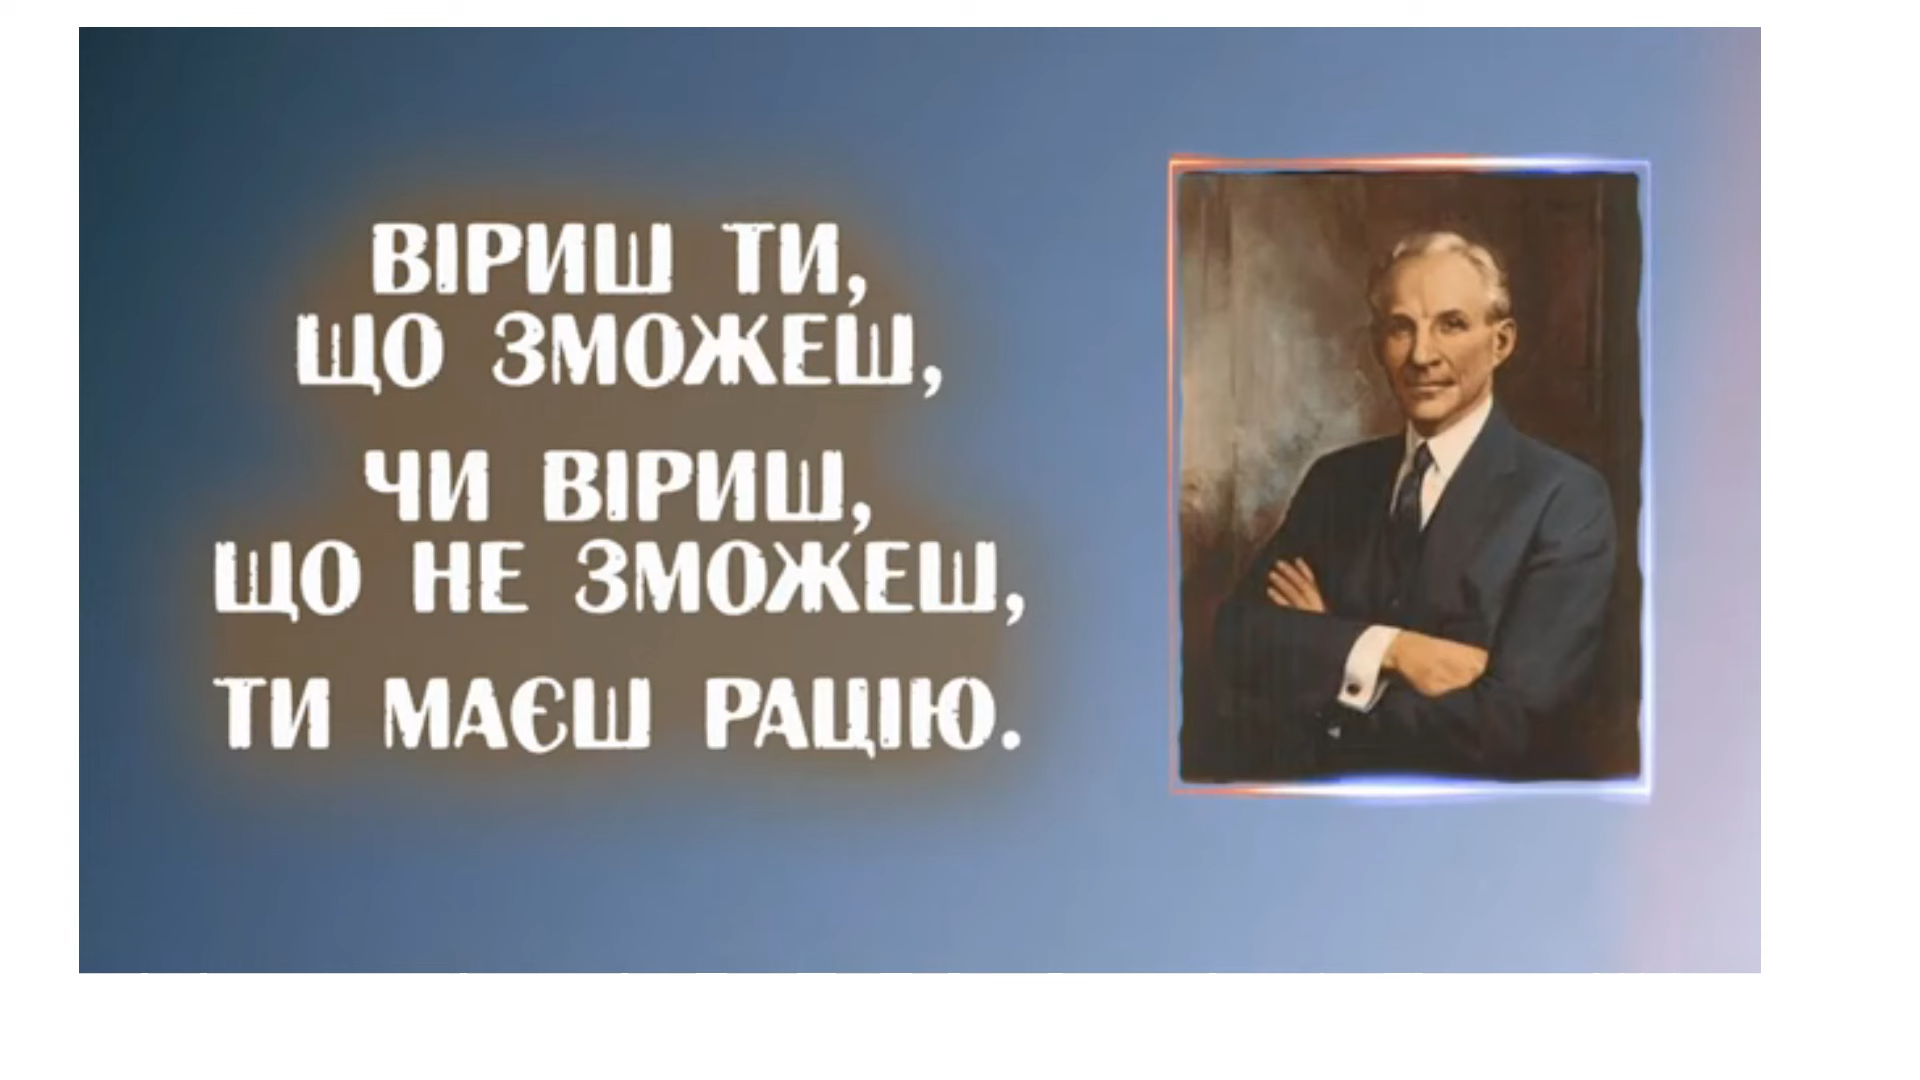 ВІРИШ ТИ,
ЩО ЗМОЖЕШ,
ЧИ ВІРИШ,
ЩО НЕ ЗМОЖЕШ,
ТИ МАЄШ РАЦІЮ.